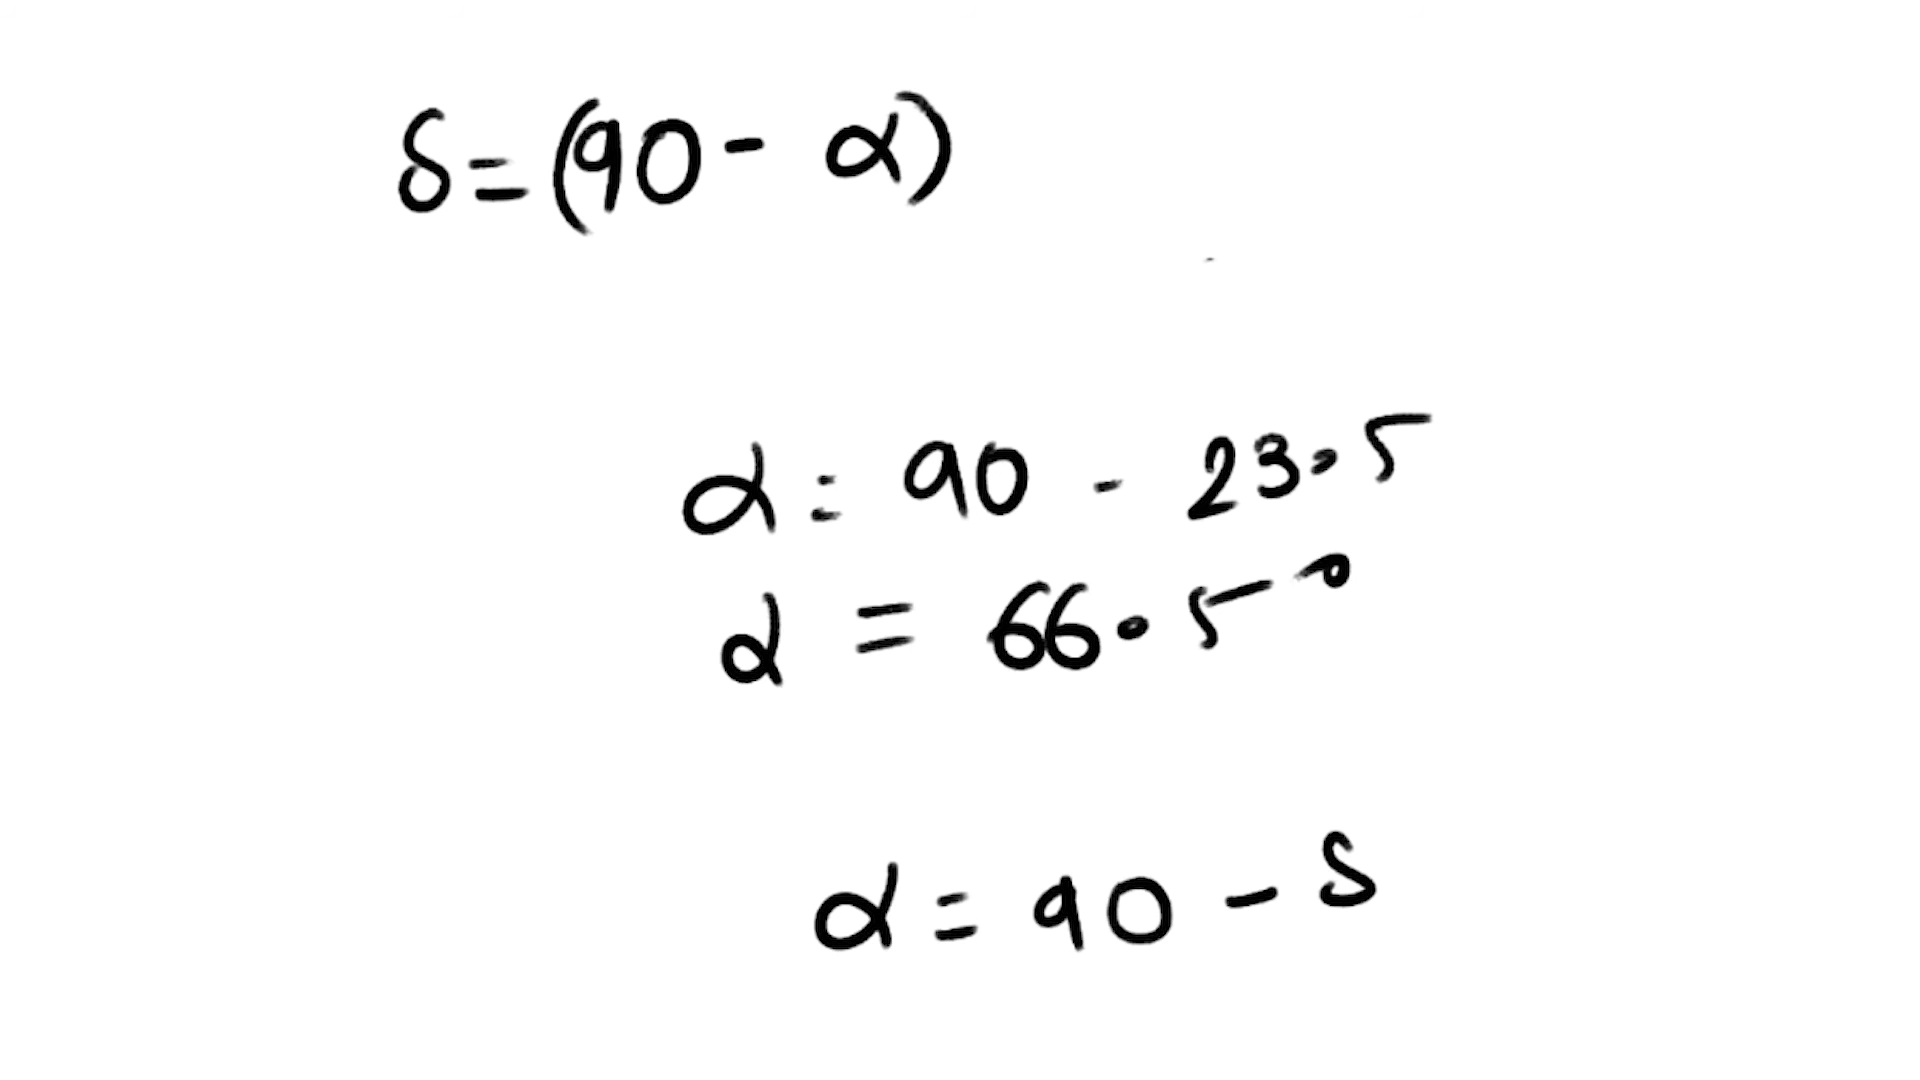 δ=(90- α)
α = 90 - 23.5
α = 66.5°
α = 90 - δ